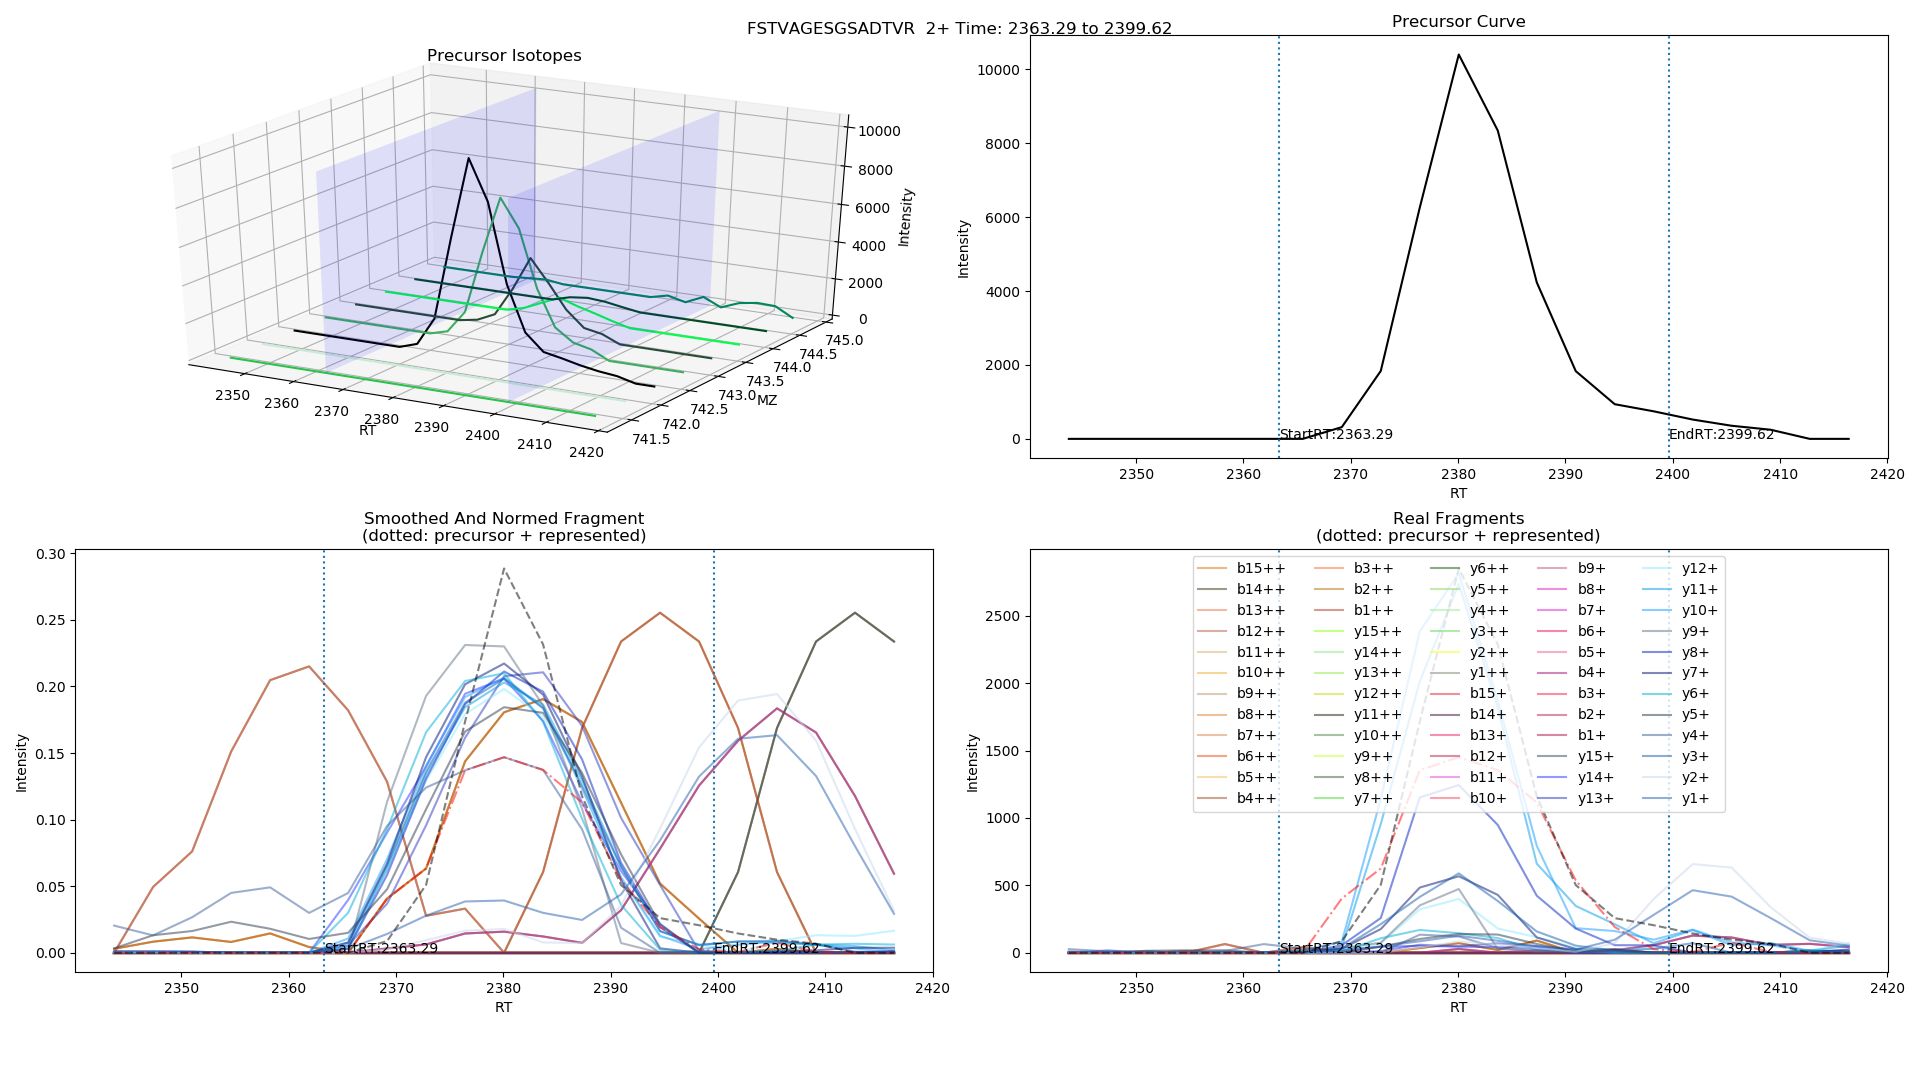 FSTVAGESGSADTVR  2+ Time: 2363.29 to 2399.62
Precursor Isotopes
10000
8000
6000
4000
2000
0
Intensity
745.0
744.5
744.0
743.5
743.0
742.5
742.0
741.5
MZ
2350
2360
2370
2380
2390
2400
2410
2420
RT
Precursor Curve
10000
8000
6000
4000
2000
0
Intensity
StartRT:2363.29
EndRT:2399.62
2350 2360 2370 2380 2390 2400 2410 2420
RT
Smoothed And Normed Fragment
(dotted: precursor + represented)
0.30
0.25
0.20
0.15
0.10
0.05
0.00
Intensity
StartRT:2363.29
EndRT:2399.62
2350 2360 2370 2380 2390 2400 2410 2420
RT
Real Fragments
(dotted: precursor + represented)
2500
2000
1500
1000
500
0
Intensity
b15++ b3++ y6++ b9+ y12+
b14++ b2++ y5++ b8+ y11+
b13++ b1++ y4++ b7+ y10+
b12++ y15++ y3++ b6+ y9+
b11++ y14++ y2++ b5+ y8+
b10++ y13++ y1++ b4+ y7+
b9++ y12++ b15+ b3+ y6+
b8++ y11++ b14+ b2+ y5+
b7++ y10++ b13+ b1+ y4+
b6++ y9++ b12+ y15+ y3+
b5++ y8++ b11+ y14+ y2+
b4++ y7++ b10+ y13+ y1+
StartRT:2363.29
EndRT:2399.62
2350 2360 2370 2380 2390 2400 2410 2420
RT